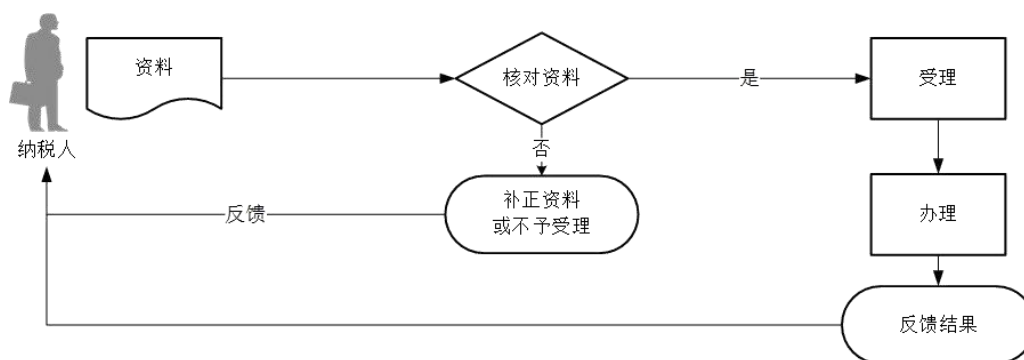 资料
核对资料
是
受理
纳税人
否
补正资料
或不予受理
反馈
办理
反馈结果